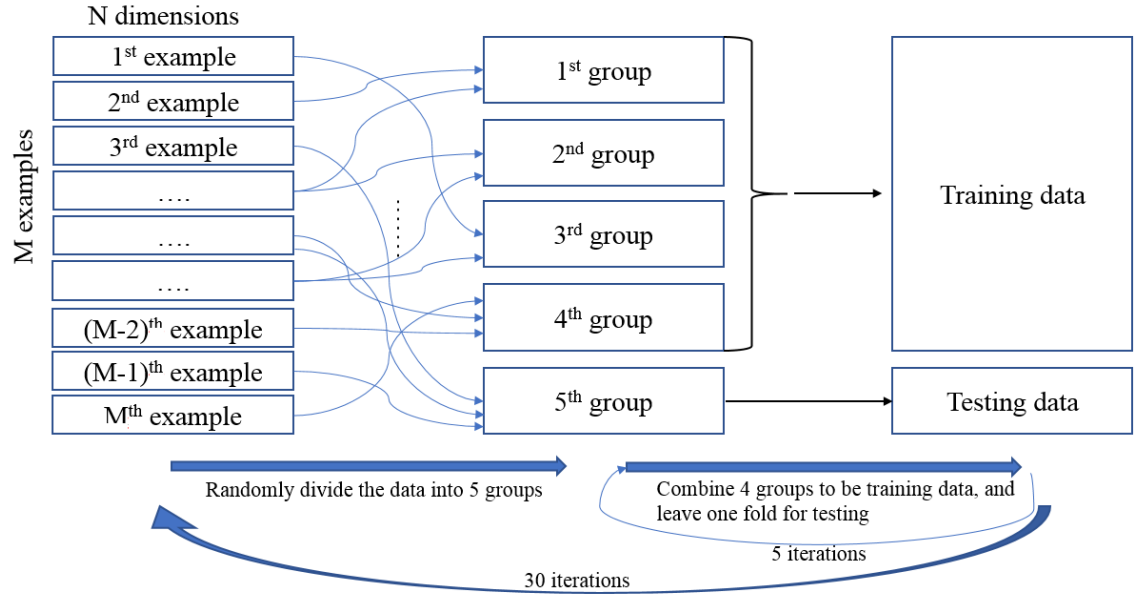 N dimensions
M examples
1st example
2nd example
3rd example
....
....
....
(M-2)th example
(M-1)th example
Mth example
1st group
2nd group
3rd group
4th group
5th group
Training data
Testing data
Randomly divide the data into 5 groups
Combine 4 groups to be training data, and
leave one fold for testing
5 iterations
30 iterations